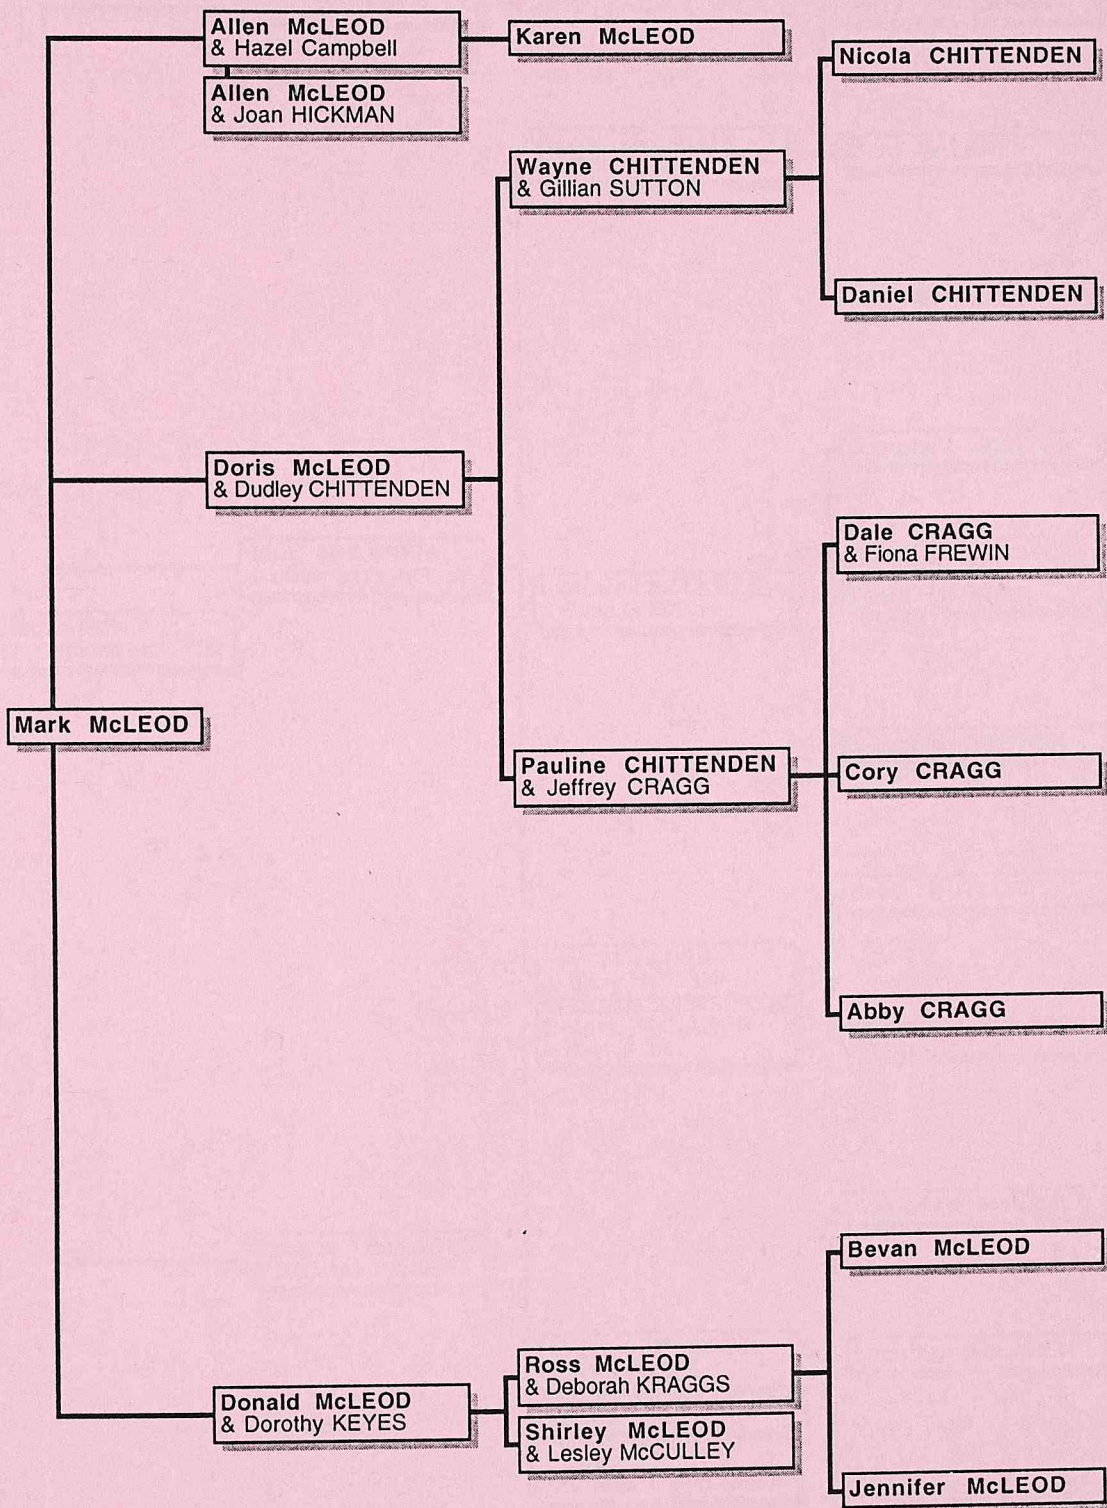 Allen McLEOD
& Hazel Campbell
Karen McLEOD
Nicola CHITTENDEN
Allen McLEOD
& Joan HICKMAN
Wayne CHITTENDEN
& Gillian SUTTON
Daniel CHITTENDEN
Doris McLEOD
& Dudley CHITTENDEN
Dale CRAGG
& Fiona FREWIN
Mark McLEOD
Pauline CHITTENDEN
& Jeffrey CRAGG
Cory CRAGG
Abby CRAGG
Bevan McLEOD
Ross McLEOD
& Deborah KRAGGS
Donald McLEOD
& Dorothy KEYES
Shirley McLEOD
& Lesley McCULLEY
Jennifer McLEOD